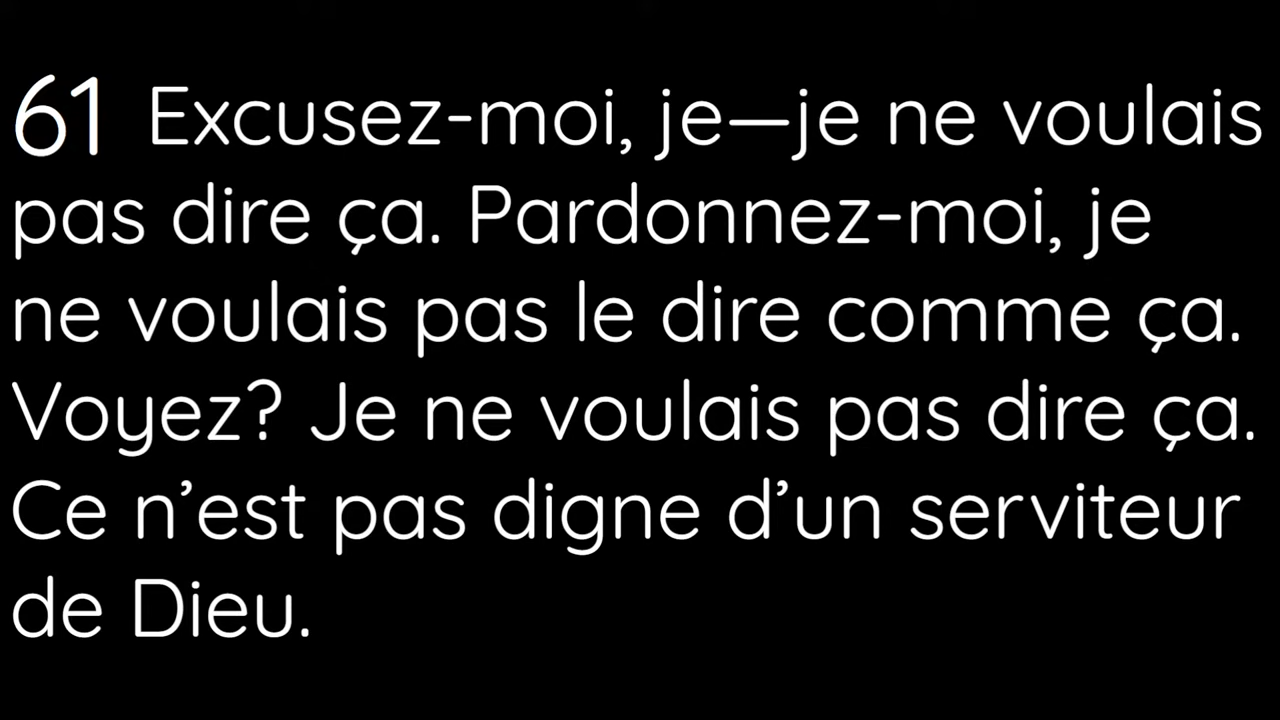 61 Excusez-moi, je—je ne voulais
pas dire ça. Pardonnez-moi, je
ne voulais pas le dire comme ça.
Voyez? Je ne voulais pas dire ça.
Ce n’est pas digne d’un serviteur
de Dieu.